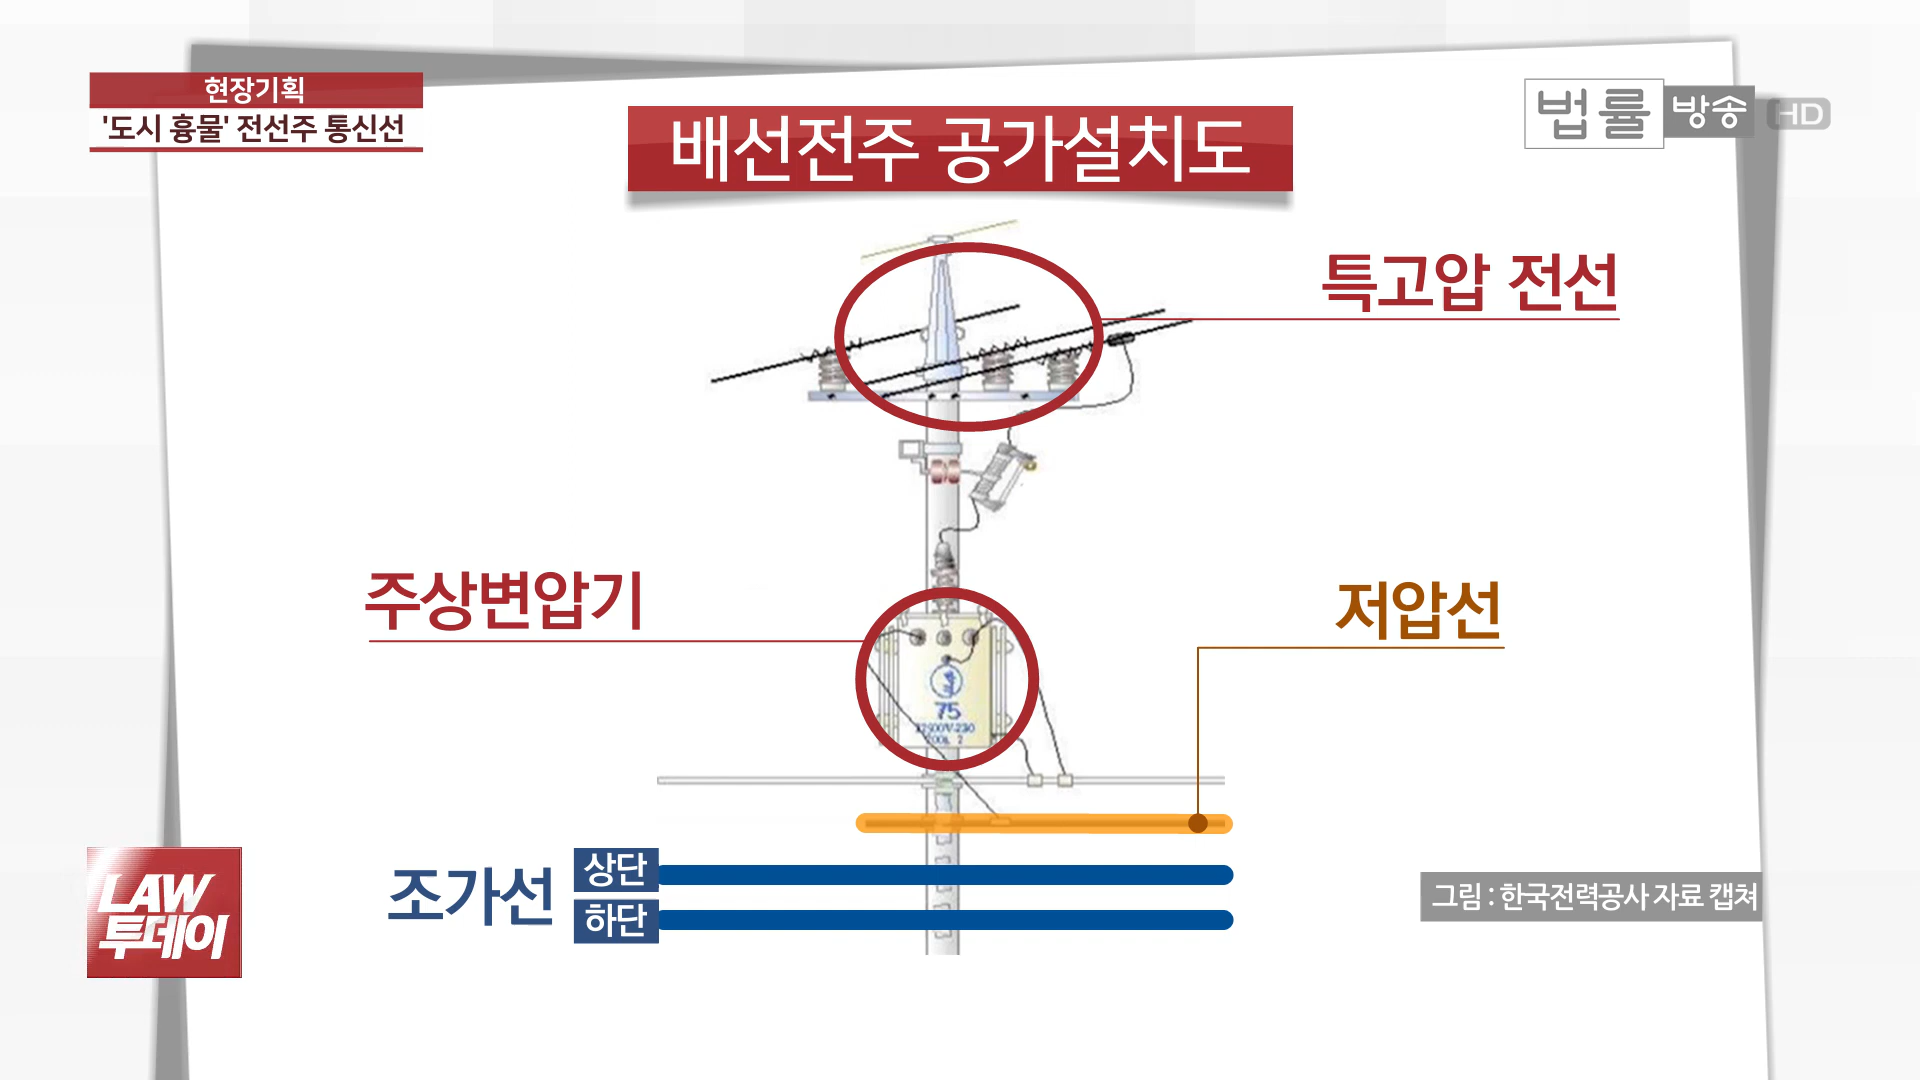 현장기획
'도시 흉물' 전선주 통신선
배선전주 공가설치도
법률방송 HD
특고압 전선
주상변압기
저압선
75
조가선
상단
하단
그림 : 한국전력공사 자료 캡쳐
LAW
투데이